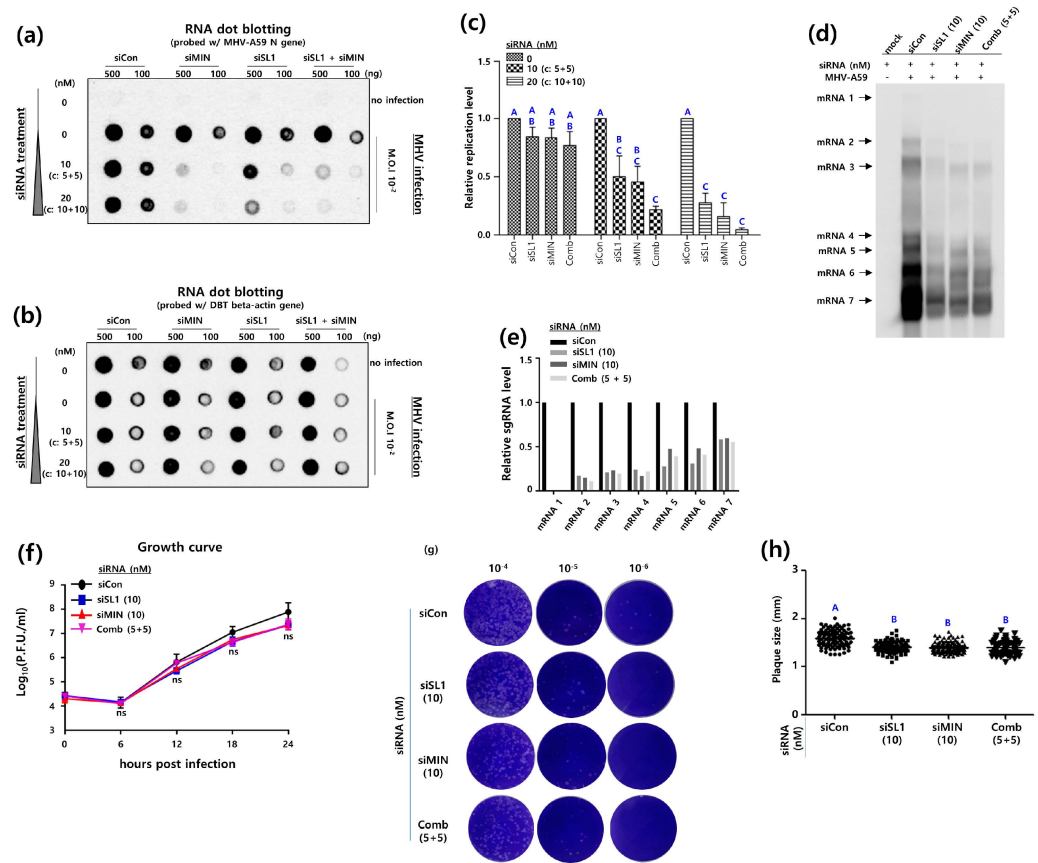 (a)
RNA dot blotting
(probed w/ MHV-A59 N gene)
siCon siMIN siSL1 siSL1 + siMIN
(nM) 500 100 500 100 500 100 500 100 (ng)
0 no infection
0
10
(c: 5+5)
20
(c: 10+10)
siRNA treatment
M.O.I 10-2
MHV infection
(b)
RNA dot blotting
(probed w/ DBT beta-actin gene)
siCon siMIN siSL1 siSL1 + siMIN
500 100 500 100 500 100 500 100 (ng)
(nM)
0 no infection
0
10
(c: 5+5)
20
(c: 10+10)
siRNA treatment
M.O.I 10-2
MHV infection
(c)
siRNA (nM)
0
10 (c: 5+5)
20 (c: 10+10)
Relative replication level
1.5
1.0
0.5
0.0
A A B A B A B
A B C B C C
A C C C
siCon siSL1 siMIN Comb siCon siSL1 siMIN Comb siCon siSL1 siMIN Comb
(d)
mock siCon siSL1 (10) siMIN (10) Comb (5+5)
siRNA (nM) + + + + +
MHV-A59 - + + + +
mRNA 1
mRNA 2
mRNA 3
mRNA 4
mRNA 5
mRNA 6
mRNA 7
(e)
siRNA (nM)
siCon
siSL1 (10)
siMIN (10)
Comb (5 + 5)
Relative sgRNA level
1.5
1.0
0.5
0
mRNA 1 mRNA 2 mRNA 3 mRNA 4 mRNA 5 mRNA 6 mRNA 7
(f)
Growth curve
siRNA (nM)
siCon
siSL1 (10)
siMIN (10)
Comb (5+5)
Log10(P.F.U./ml)
9
8
7
6
5
4
3
ns ns ns ns
0 6 12 18 24
hours post infection
(g)
10-4 10-5 10-6
siCon
siSL1
(10)
siMIN
(10)
Comb
(5+5)
siRNA (nM)
(h)
Plaque size (mm)
3
2
1
0
A B B B
siRNA
(nM)
siCon siSL1 siMIN Comb
(10) (10) (5+5)